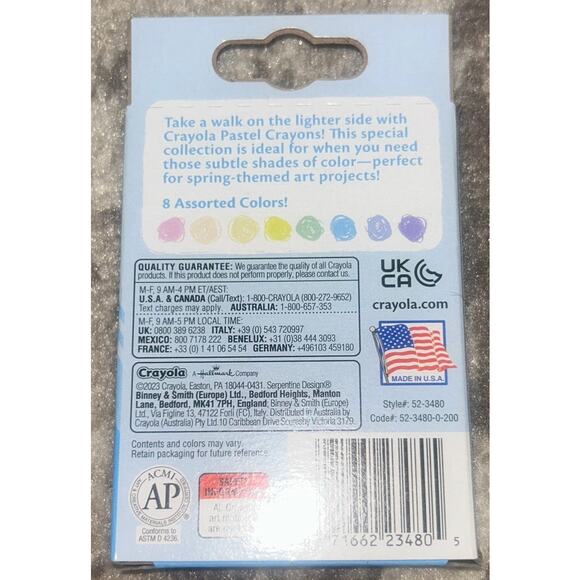 Take a walk on the lighter side with
Crayola Pastel Crayons! This special
collection is ideal for when you need
those subtle shades of color—perfect
for spring-themed art projects!
8 Assorted Colors!
QUALITY GUARANTEE: We guarantee the quality of all Crayola
products. If this product does not perform properly, please contact us.
M-F, 9 AM-4 PM ET/AEST:
U.S.A. & CANADA (Call/Text): 1-800-CRAYOLA (800-272-9652)
Text charges may apply. AUSTRALIA: 1-800-657-353
M-F, 9 AM-5 PM LOCAL TIME:
UK: 0800 389 6238 ITALY: +39 (0) 543 720997
MEXICO: 800 7178 222 BENELUX: +31 (0)38 444 3093
FRANCE: +33 (0) 1 41 06 54 54 GERMANY: +496103 459180
UK
CA
crayola.com
MADE IN U.S.A.
Crayola A Hallmark Company
©2023 Crayola, Easton, PA 18044-0431. Serpentine Design®
Binney & Smith (Europe) Ltd., Bedford Heights, Manton
Lane, Bedford, MK41 7PH, England, Binney & Smith (Europe)
Ltd., Via Figline 13, 47122 Forlì (FC), Italy. Distributed in Australia by
Crayola (Australia) Pty Ltd. 10 Caribbean Drive Scoresby Victoria 3179.
Style#: 52-3480
Code#: 52-3480-0-200
Contents and colors may vary.
Retain packaging for future reference.
ACMI
AP
Conforms to
ASTM D 4236.
71662 23480 5